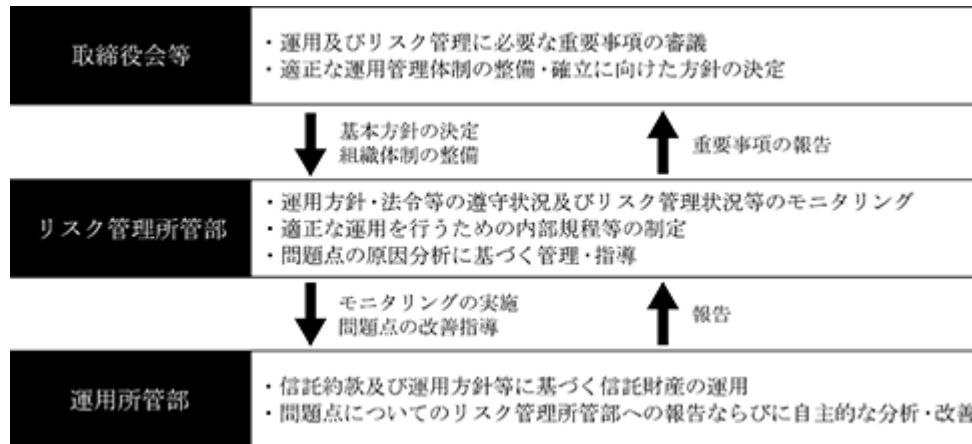 取締役会等
・運用及びリスク管理に必要な重要事項の審議
・適正な運用管理体制の整備・確立に向けた方針の決定
基本方針の決定
組織体制の整備
重要事項の報告
リスク管理所管部
・運用方針・法令等の遵守状況及びリスク管理状況等のモニタリング
・適正な運用を行うための内部規程等の制定
・問題点の原因分析に基づく管理・指導
モニタリングの実施
問題点の改善指導
報告
運用所管部
・信託約款及び運用方針等に基づく信託財産の運用
・問題点についてのリスク管理所管部への報告ならびに自主的な分析・改善